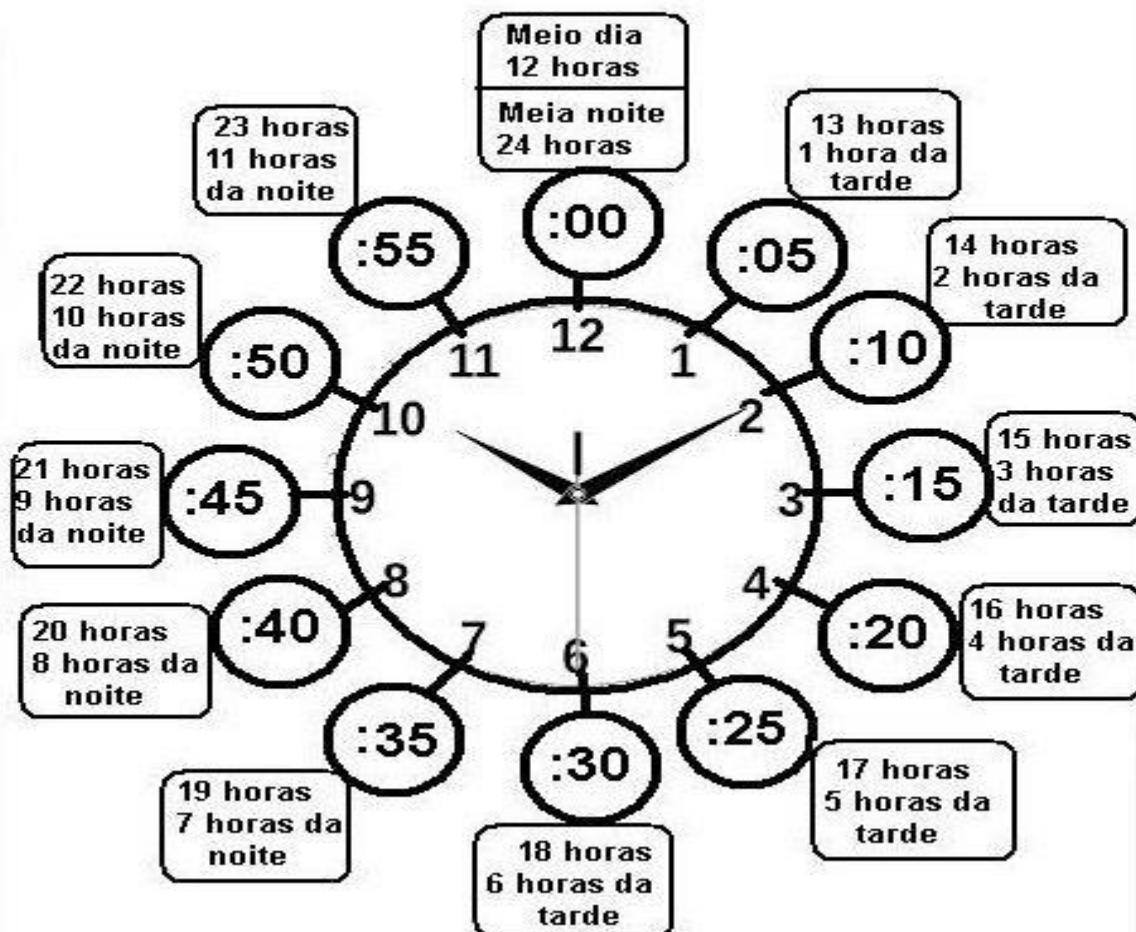 Meio dia
12 horas
Meia noite
24 horas
13 horas
1 hora da
tarde
14 horas
2 horas da
tarde
15 horas
3 horas
da tarde
16 horas
4 horas da
tarde
17 horas
5 horas da
tarde
18 horas
6 horas da
tarde
19 horas
7 horas da
noite
20 horas
8 horas da
noite
21 horas
9 horas
da noite
22 horas
10 horas
da noite
23 horas
11 horas
da noite
:00
:05
:10
:15
:20
:25
:30
:35
:40
:45
:50
:55
12
1
2
3
4
5
6
7
8
9
10
11